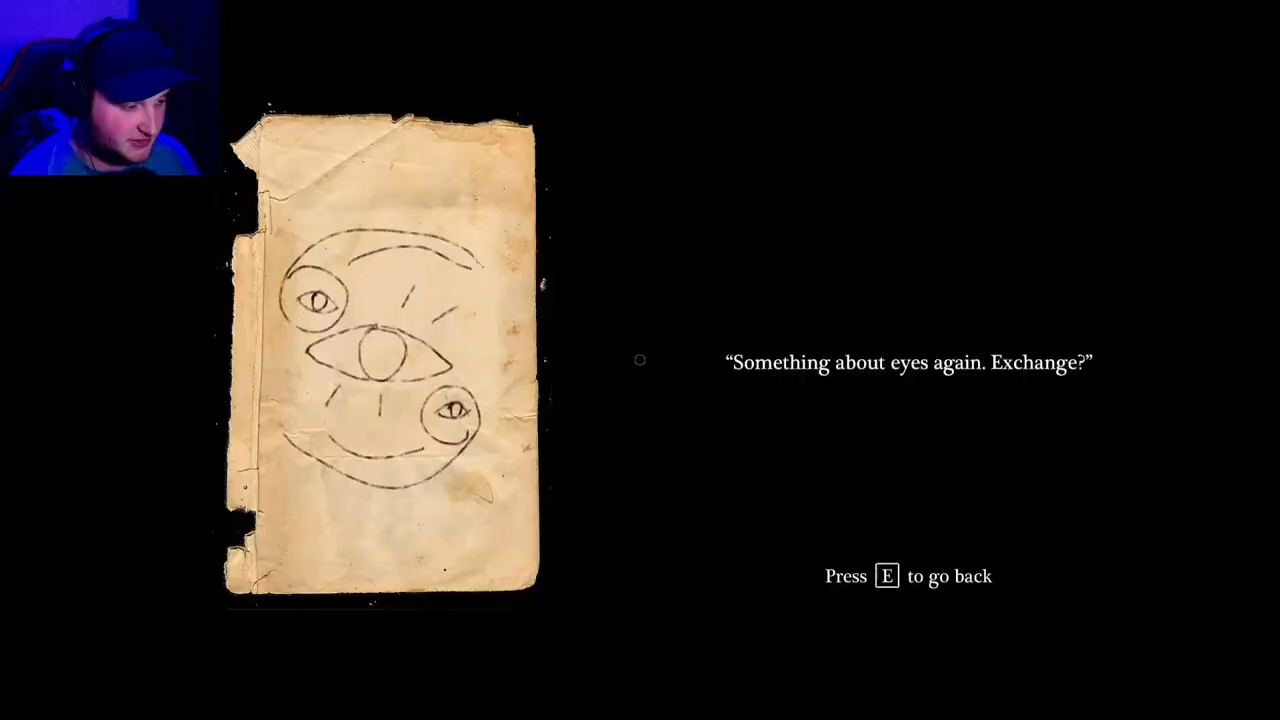 “Something about eyes again. Exchange?”
Press E to go back